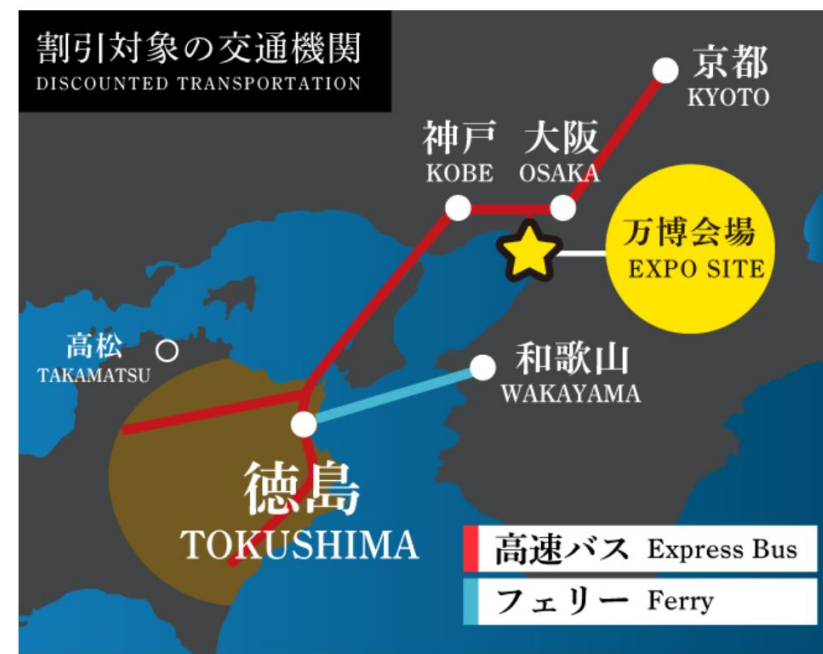 割引対象の交通機関
DISCOUNTED TRANSPORTATION
京都
KYOTO
神戸
KOBE
大阪
OSAKA
万博会場
EXPO SITE
高松
TAKAMATSU
和歌山
WAKAYAMA
徳島
TOKUSHIMA
高速バス Express Bus
フェリー Ferry